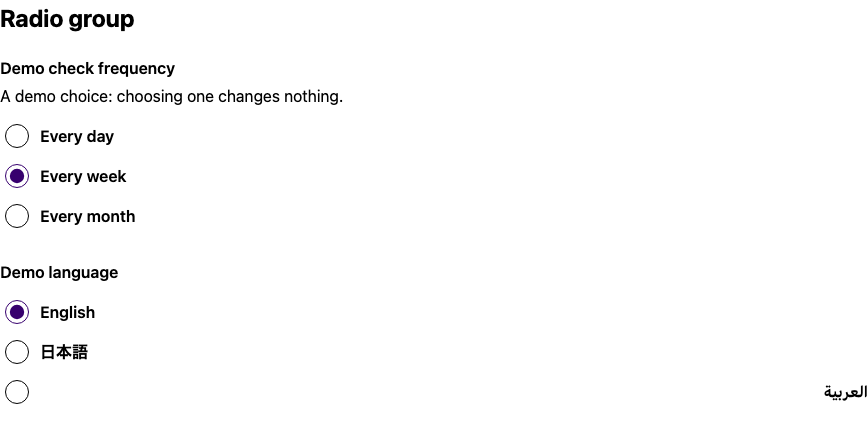 Radio group
Demo check frequency
A demo choice: choosing one changes nothing.
Every day
Every week
Every month
Demo language
English
日本語
العربية